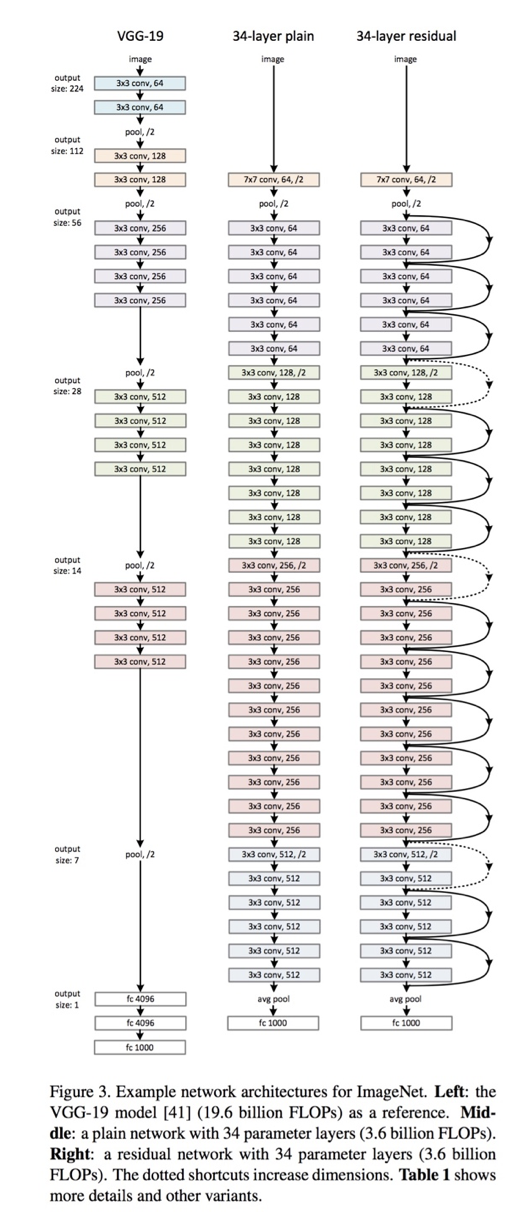 output
size: 224
output
size: 112
output
size: 56
output
size: 28
output
size: 14
output
size: 7
output
size: 1
VGG-19
image
3x3 conv, 64
3x3 conv, 64
pool, /2
3x3 conv, 128
3x3 conv, 128
pool, /2
3x3 conv, 256
3x3 conv, 256
3x3 conv, 256
3x3 conv, 256
pool, /2
3x3 conv, 512
3x3 conv, 512
3x3 conv, 512
3x3 conv, 512
pool, /2
3x3 conv, 512
3x3 conv, 512
3x3 conv, 512
3x3 conv, 512
pool, /2
fc 4096
fc 4096
fc 1000
34-layer plain
image
7x7 conv, 64, /2
pool, /2
3x3 conv, 64
3x3 conv, 64
3x3 conv, 64
3x3 conv, 64
3x3 conv, 64
3x3 conv, 64
3x3 conv, 128, /2
3x3 conv, 128
3x3 conv, 128
3x3 conv, 128
3x3 conv, 128
3x3 conv, 128
3x3 conv, 128
3x3 conv, 128
3x3 conv, 256, /2
3x3 conv, 256
3x3 conv, 256
3x3 conv, 256
3x3 conv, 256
3x3 conv, 256
3x3 conv, 256
3x3 conv, 256
3x3 conv, 256
3x3 conv, 256
3x3 conv, 256
3x3 conv, 256
3x3 conv, 512, /2
3x3 conv, 512
3x3 conv, 512
3x3 conv, 512
3x3 conv, 512
3x3 conv, 512
avg pool
fc 1000
34-layer residual
image
7x7 conv, 64, /2
pool, /2
3x3 conv, 64
3x3 conv, 64
3x3 conv, 64
3x3 conv, 64
3x3 conv, 64
3x3 conv, 64
3x3 conv, 128, /2
3x3 conv, 128
3x3 conv, 128
3x3 conv, 128
3x3 conv, 128
3x3 conv, 128
3x3 conv, 128
3x3 conv, 128
3x3 conv, 256, /2
3x3 conv, 256
3x3 conv, 256
3x3 conv, 256
3x3 conv, 256
3x3 conv, 256
3x3 conv, 256
3x3 conv, 256
3x3 conv, 256
3x3 conv, 256
3x3 conv, 256
3x3 conv, 256
3x3 conv, 512, /2
3x3 conv, 512
3x3 conv, 512
3x3 conv, 512
3x3 conv, 512
3x3 conv, 512
avg pool
fc 1000
Figure 3. Example network architectures for ImageNet. Left: the
VGG-19 model [41] (19.6 billion FLOPs) as a reference. Mid-
dle: a plain network with 34 parameter layers (3.6 billion FLOPs).
Right: a residual network with 34 parameter layers (3.6 billion
FLOPs). The dotted shortcuts increase dimensions. Table 1 shows
more details and other variants.